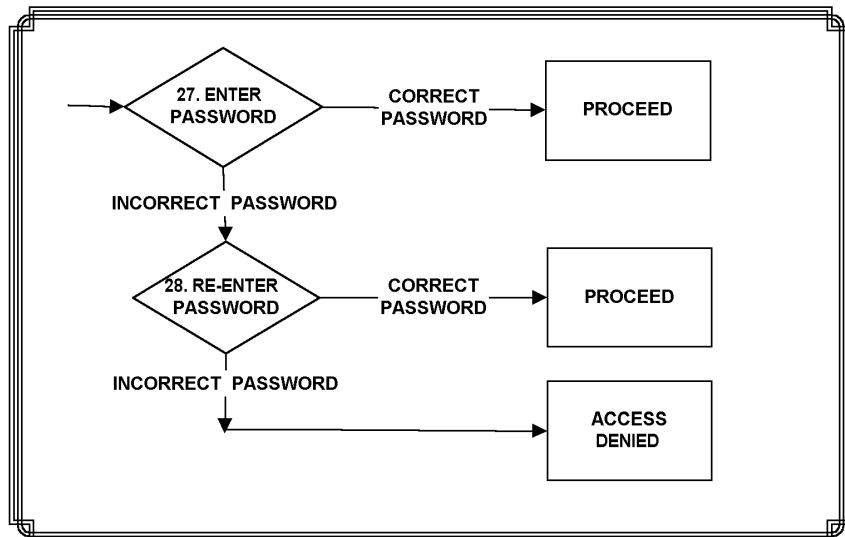 27. ENTER
PASSWORD
CORRECT
PASSWORD
PROCEED
INCORRECT PASSWORD
28. RE-ENTER
PASSWORD
CORRECT
PASSWORD
PROCEED
INCORRECT PASSWORD
ACCESS
DENIED